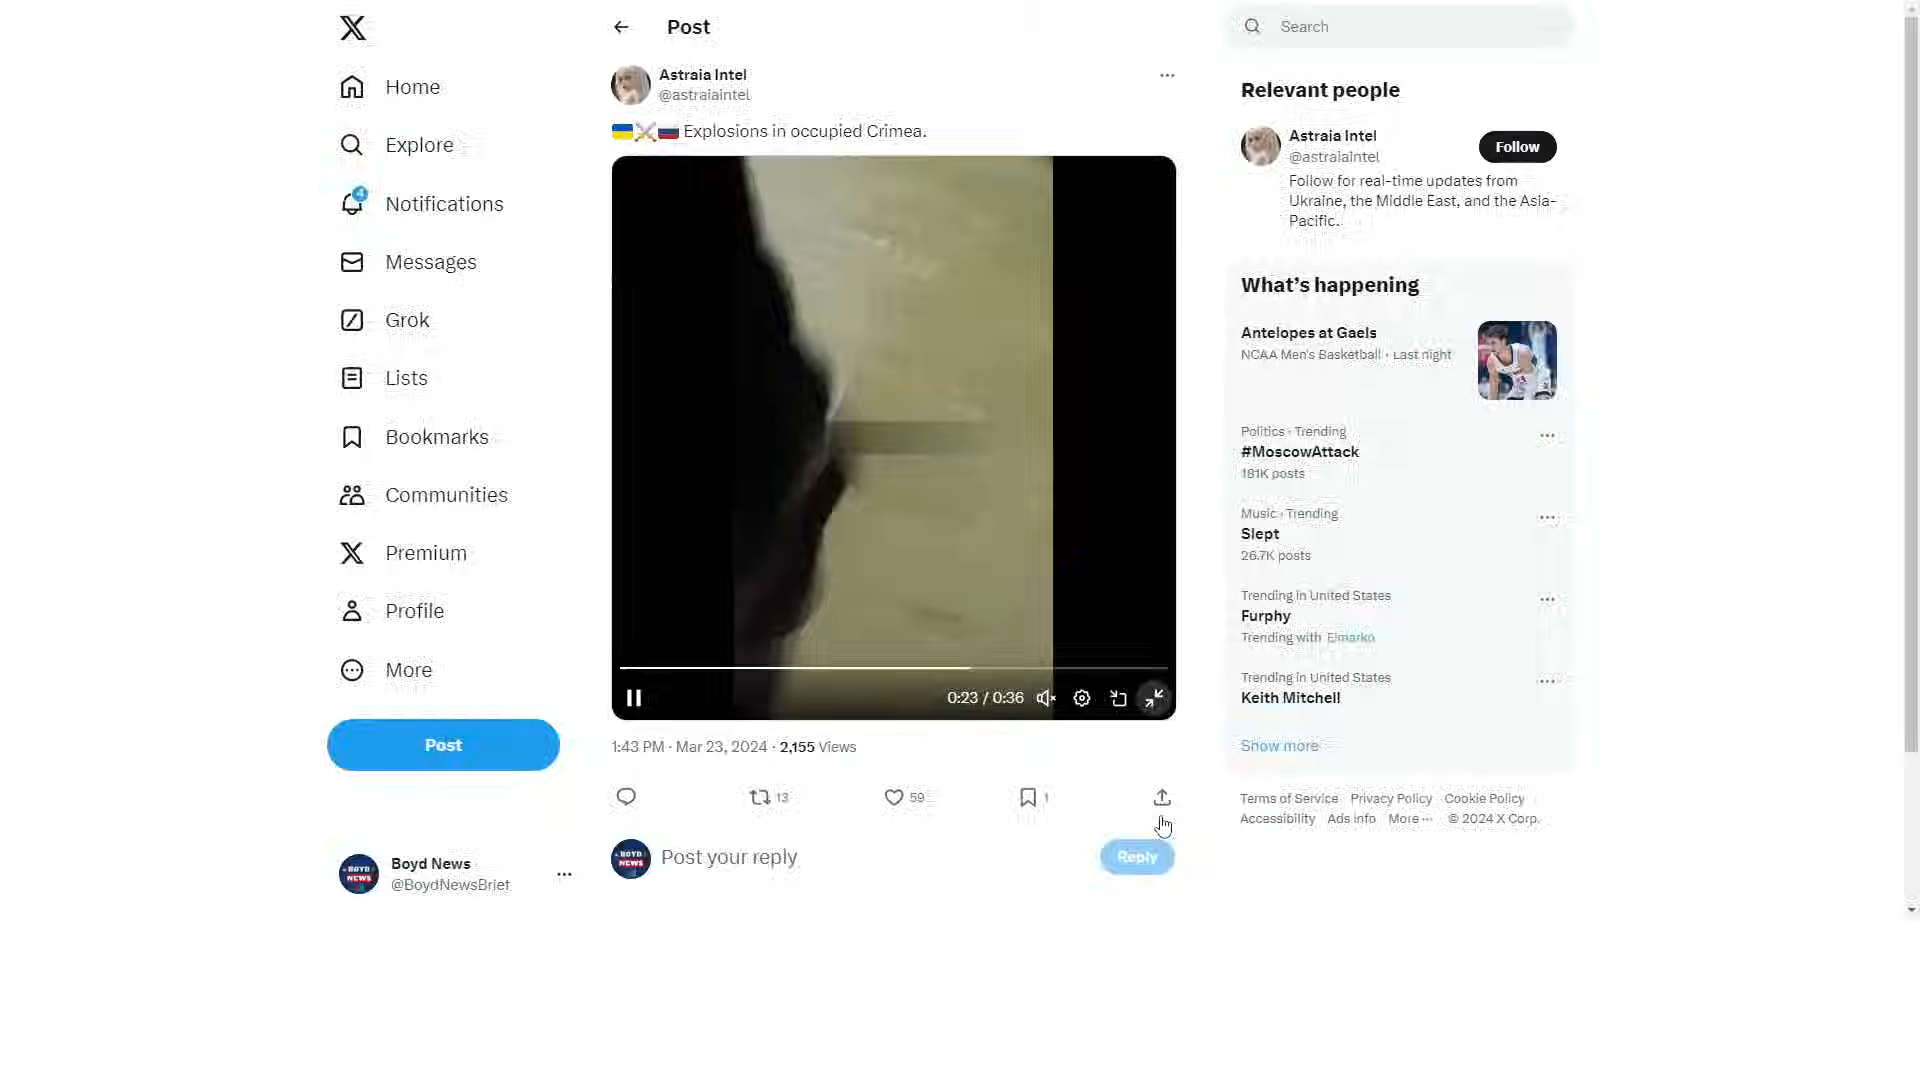 Home
Explore
4
Notifications
Messages
Grok
Lists
Bookmarks
Communities
Premium
Profile
More
Post
Boyd News
@BoydNewsBrief
Post
Astraia Intel
@astraiaintel
🇺🇦⚔️🇷🇺 Explosions in occupied Crimea.
0:23 / 0:36
1:43 PM · Mar 23, 2024 · 2,155 Views
13
59
1
BOYD
NEWS
Post your reply
Reply
Search
Relevant people
Astraia Intel
@astraiaintel
Follow
Follow for real-time updates from
Ukraine, the Middle East, and the Asia-
Pacific.
What's happening
Antelopes at Gaels
NCAA Men's Basketball · Last night
Politics · Trending
#MoscowAttack
181K posts
Music · Trending
Slept
26.7K posts
Trending in United States
Furphy
Trending with Elmarko
Trending in United States
Keith Mitchell
Show more
Terms of Service Privacy Policy Cookie Policy
Accessibility Ads info More ··· © 2024 X Corp.